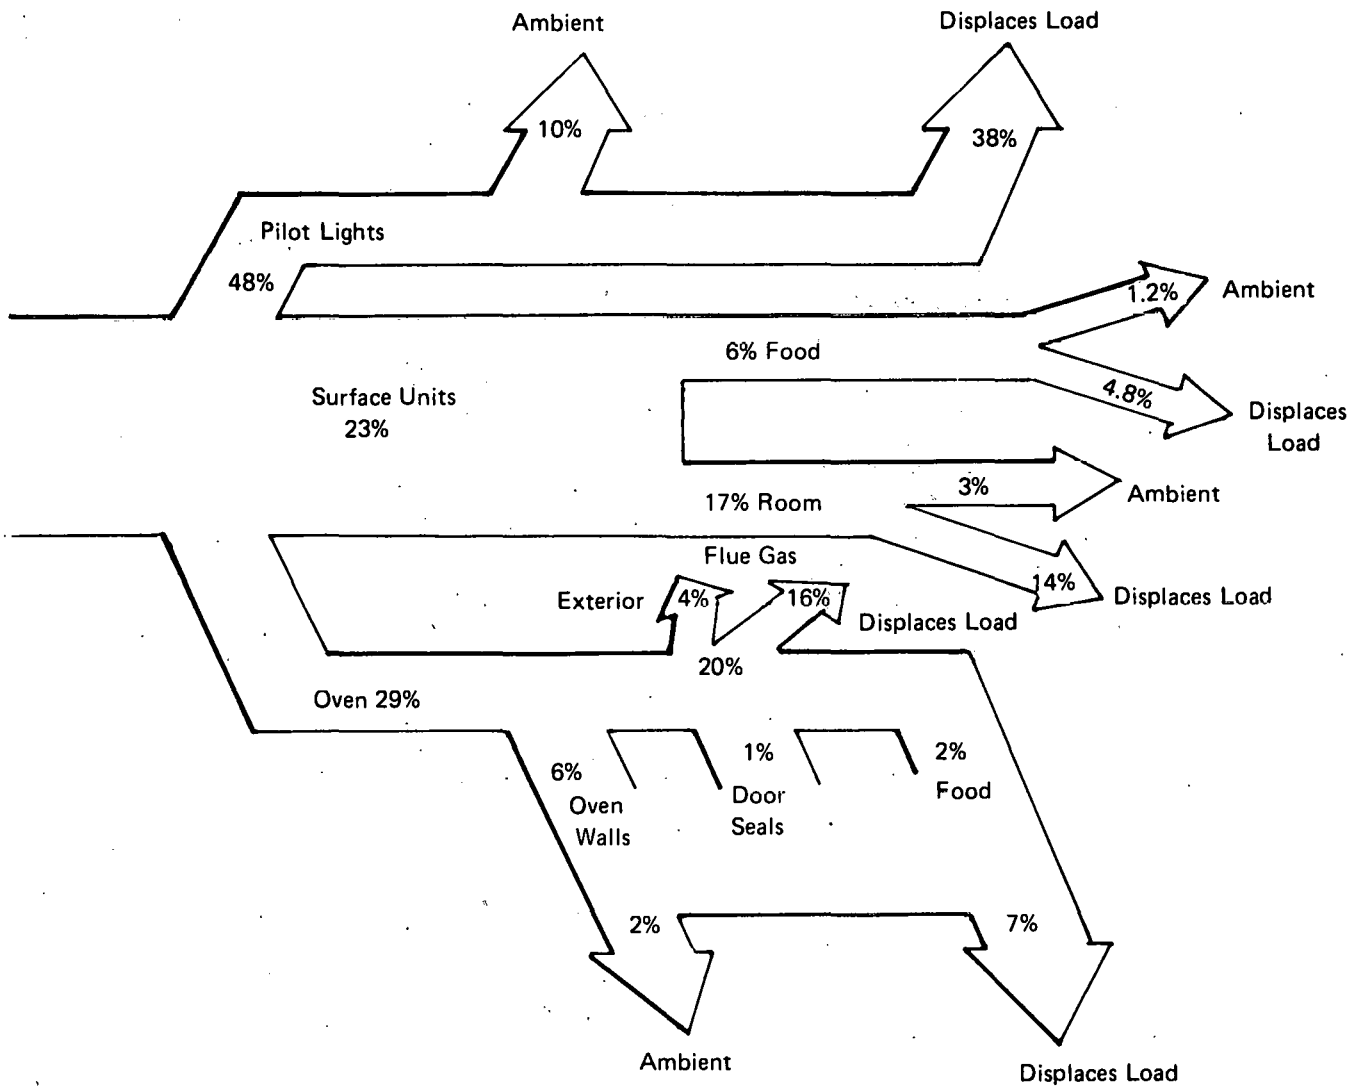 Ambient
Displaces Load
10%
38%
Pilot Lights
48%
1.2%
Ambient
6% Food
Surface Units
23%
4.8%
Displaces
Load
3%
Ambient
17% Room
Flue Gas
14%
Displaces Load
Exterior
4%
16%
Displaces Load
20%
Oven 29%
6%
Oven
Walls
1%
Door
Seals
2%
Food
2%
7%
Ambient
Displaces Load